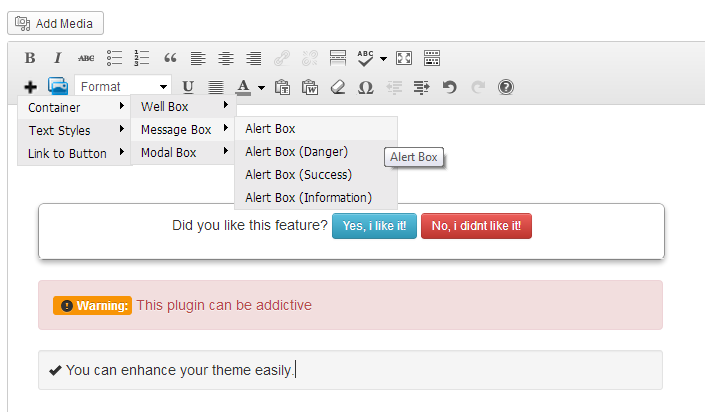 Add Media
B I ABC ABC
Format U A T W Ω ?
Container Well Box
Text Styles Message Box Alert Box
Link to Button Modal Box Alert Box (Danger) Alert Box
Alert Box (Success)
Alert Box (Information)
Did you like this feature? Yes, i like it! No, i didnt like it!
Warning: This plugin can be addictive
You can enhance your theme easily.